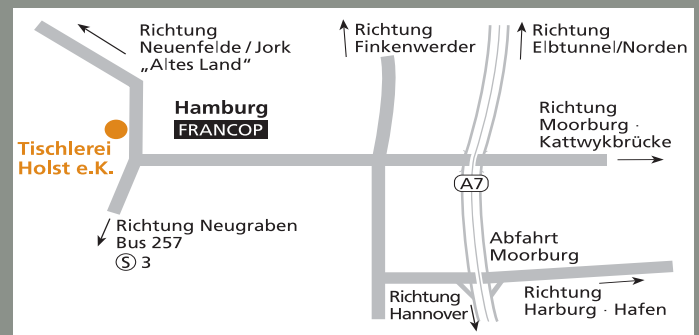 Richtung
Neuenfelde / Jork
„Altes Land“
Richtung
Finkenwerder
Richtung
Elbtunnel/Norden
Hamburg
FRANCOP
Richtung
Moorburg ·
Kattwykbrücke
Tischlerei
Holst e.K.
A7
Richtung Neugraben
Bus 257
S 3
Abfahrt
Moorburg
Richtung
Hannover
Richtung
Harburg · Hafen